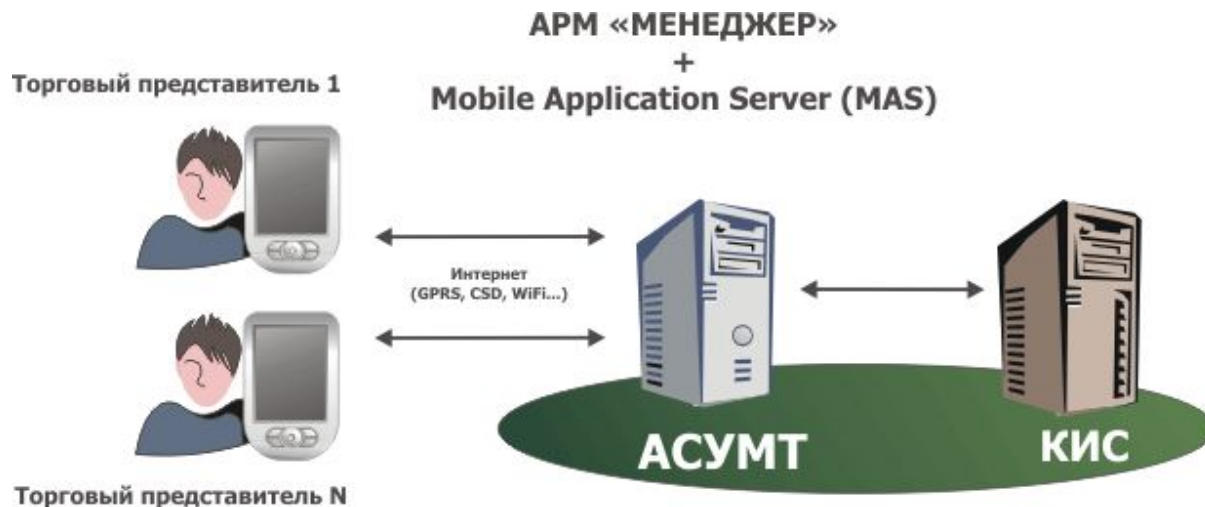 АРМ «МЕНЕДЖЕР»
+
Mobile Application Server (MAS)
Торговый представитель 1
Интернет
(GPRS, CSD, WiFi...)
АСУМТ
КИС
Торговый представитель N